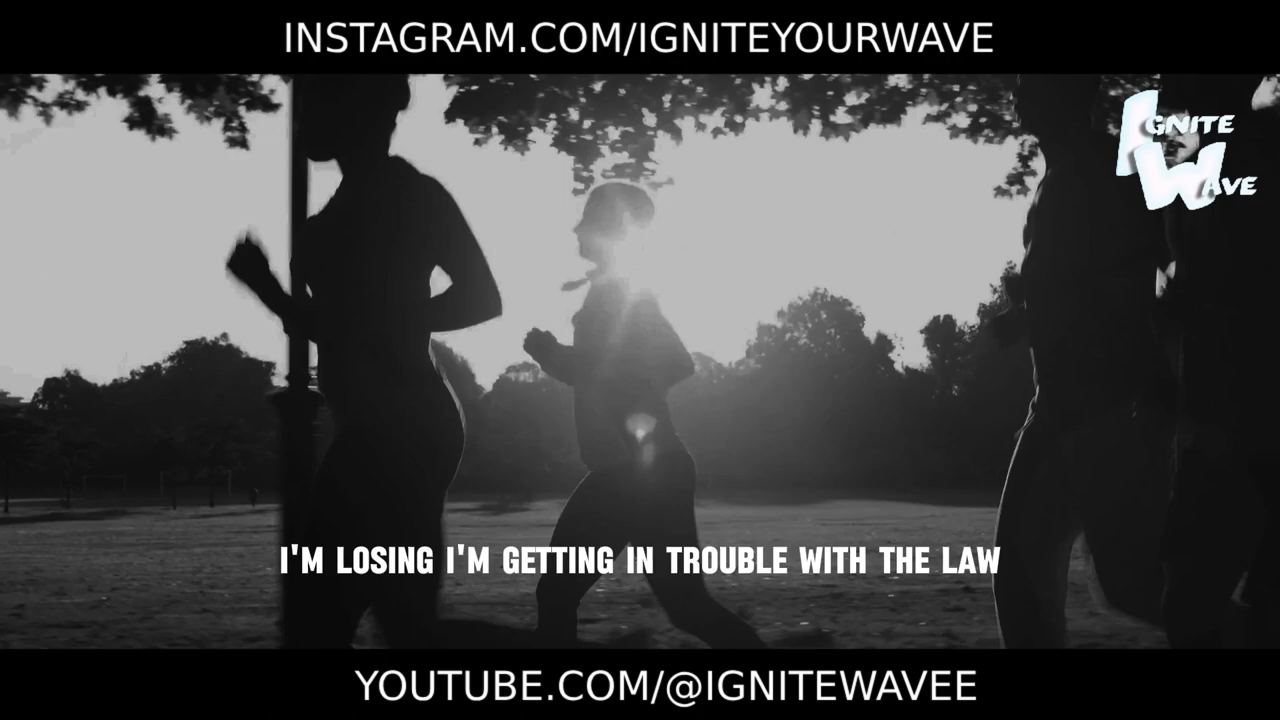 INSTAGRAM.COM/IGNITEYOURWAVE
IGNITE
WAVE
I'M LOSING I'M GETTING IN TROUBLE WITH THE LAW
YOUTUBE.COM/@IGNITEWAVEE